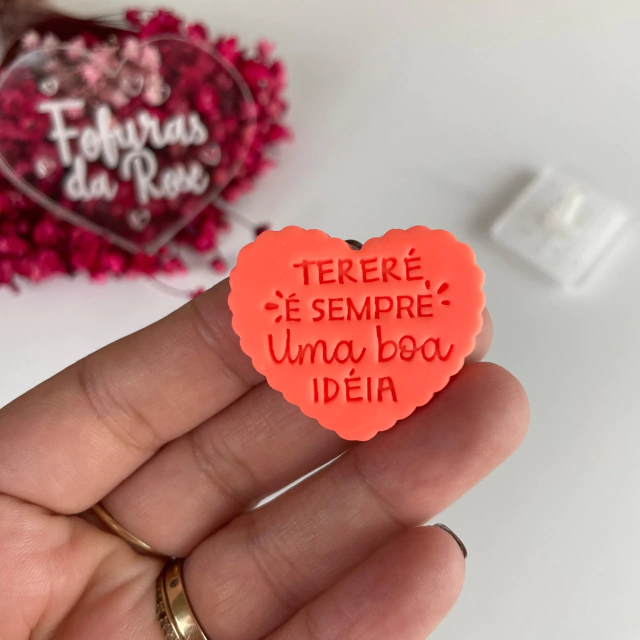 Fofuras
da Rose
TERERÉ
É SEMPRE
Uma boa
IDÉIA